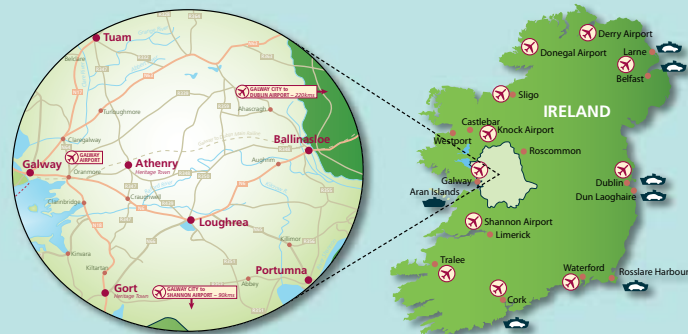 Tuam
Belclare
GALWAY CITY to
DUBLIN AIRPORT – 220kms
Ahascragh
Turloughmore
Claregalway
Ballinasloe
GALWAY
AIRPORT
Galway
Athenry
Heritage Town
Aughrim
Oranmore
Craughwell
Clarinbridge
Loughrea
Killimor
Kinvara
Kiltartan
Portumna
Abbey
Gort
Heritage Town
GALWAY CITY to
SHANNON AIRPORT – 90kms
Derry Airport
Donegal Airport
Larne
Belfast
Sligo
IRELAND
Castlebar
Knock Airport
Westport
Roscommon
Galway
Aran Islands
Dublin
Dun Laoghaire
Shannon Airport
Limerick
Tralee
Waterford
Rosslare Harbour
Cork